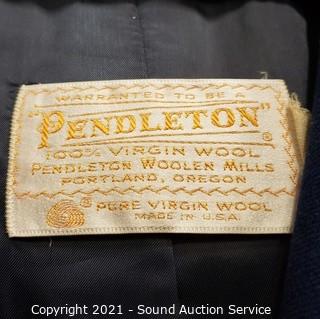 WARRANTED TO BE A
"PENDLETON"®
100% VIRGIN WOOL
PENDLETON WOOLEN MILLS
PORTLAND, OREGON
® PURE VIRGIN WOOL
MADE IN U.S.A.
Copyright 2021 - Sound Auction Service